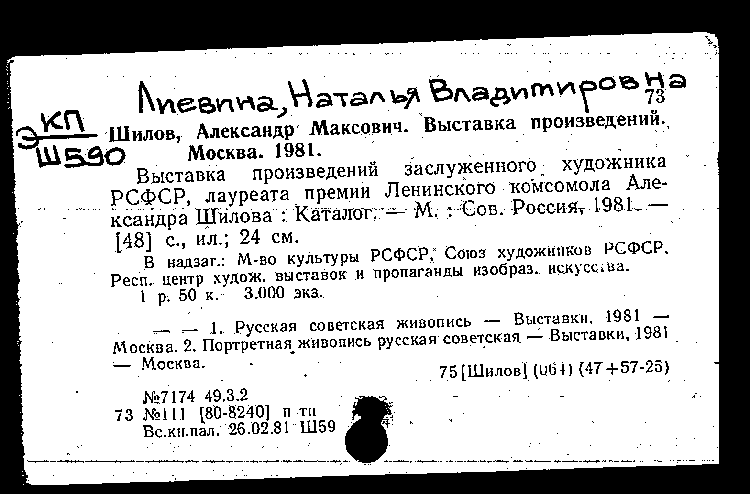 Лиевина, Наталья Владимировна
73
ЭКП
Ш590
Шилов, Александр Максович. Выставка произведений.
Москва. 1981.
Выставка произведений заслуженного художника
РСФСР, лауреата премии Ленинского комсомола Але-
ксандра Шилова : Каталог. — М. : Сов. Россия, 1981. —
[48] с., ил.; 24 см.
В надзаг.: М-во культуры РСФСР, Союз художников РСФСР,
Респ. центр худож. выставок и пропаганды изобраз. искусства.
1 р. 50 к. 3.000 экз.
— — 1. Русская советская живопись — Выставки, 1981 —
Москва. 2. Портретная живопись русская советская — Выставки, 1981
— Москва.
75[Шилов](061)(47+57-25)
№7174 49.3.2
73 №111 [80-8240] п тп
Вс.кн.пал. 26.02.81 Ш59